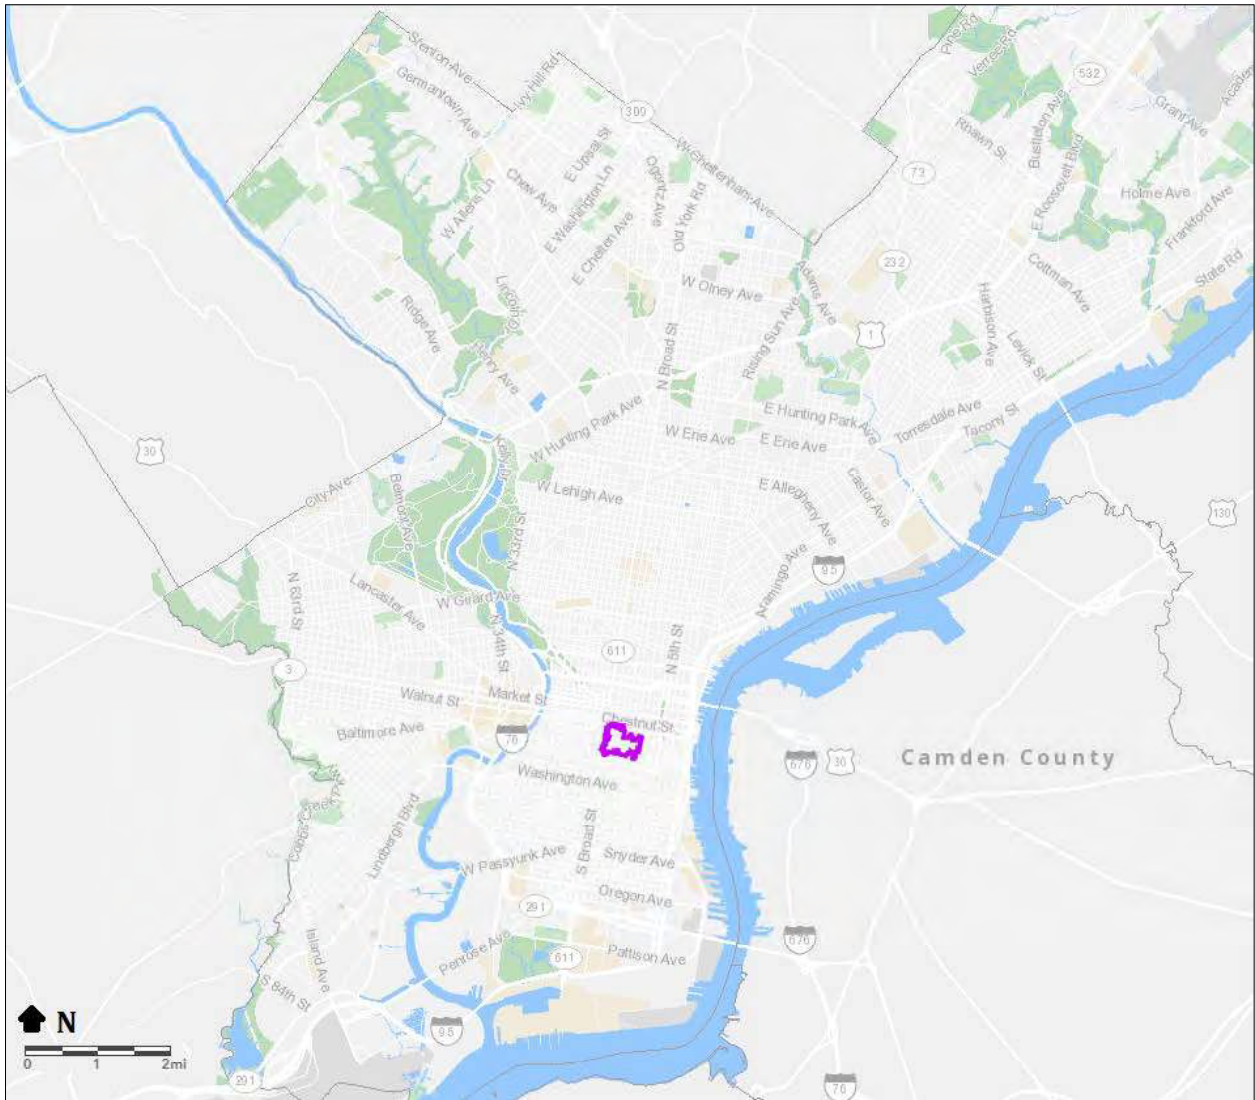 Pine Rd
Verree Rd
Stenton Ave
Germantown Ave
Ivy Hill Rd
532
Grant Ave
309
Bustleton Ave
Rhawn St
E Upsal St
W Cheltenham Ave
Ogontz Ave
Chew Ave
73
E Roosevelt Blvd
Holme Ave
W Allens Ln
E Washington Ln
Old York Rd
Frankford Ave
E Chelten Ave
232
State Rd
Cottman Ave
W Olney Ave
Adams Ave
Ridge Ave
Rising Sun Ave
Harbison Ave
1
Levick St
N Broad St
Torresdale Ave
Tacony St
E Hunting Park Ave
W Hunting Park Ave
W Erie Ave
E Erie Ave
30
Kelly Dr
City Ave
Belmont Ave
W Lehigh Ave
E Allegheny Ave
Castor Ave
130
N 33rd St
95
N 63rd St
Lancaster Ave
W Girard Ave
Aramingo Ave
N 34th St
611
N 5th St
3
Walnut St
Market St
Chestnut St
Baltimore Ave
76
676
30
Camden County
Washington Ave
Lindbergh Blvd
S Broad St
W Passyunk Ave
Snyder Ave
Oregon Ave
291
676
Island Ave
Penrose Ave
611
Pattison Ave
S 84th St
N
95
0 1 2mi
291
76